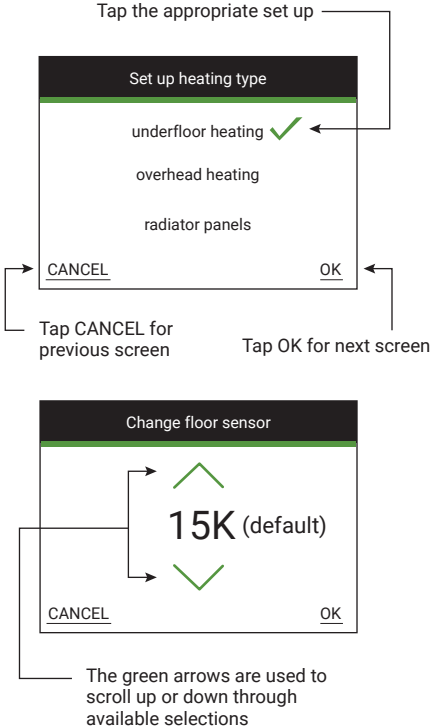 Tap the appropriate set up
Set up heating type
underfloor heating
overhead heating
radiator panels
CANCEL
OK
Tap CANCEL for
previous screen
Tap OK for next screen
Change floor sensor
15K (default)
CANCEL
OK
The green arrows are used to
scroll up or down through
available selections